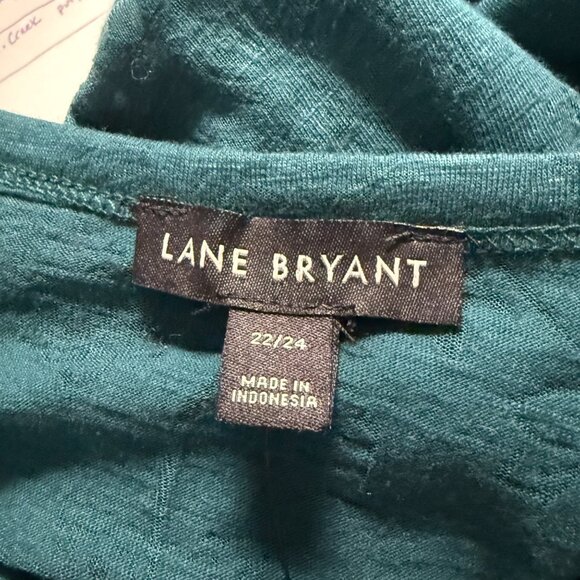 LANE BRYANT
22/24
MADE IN
INDONESIA